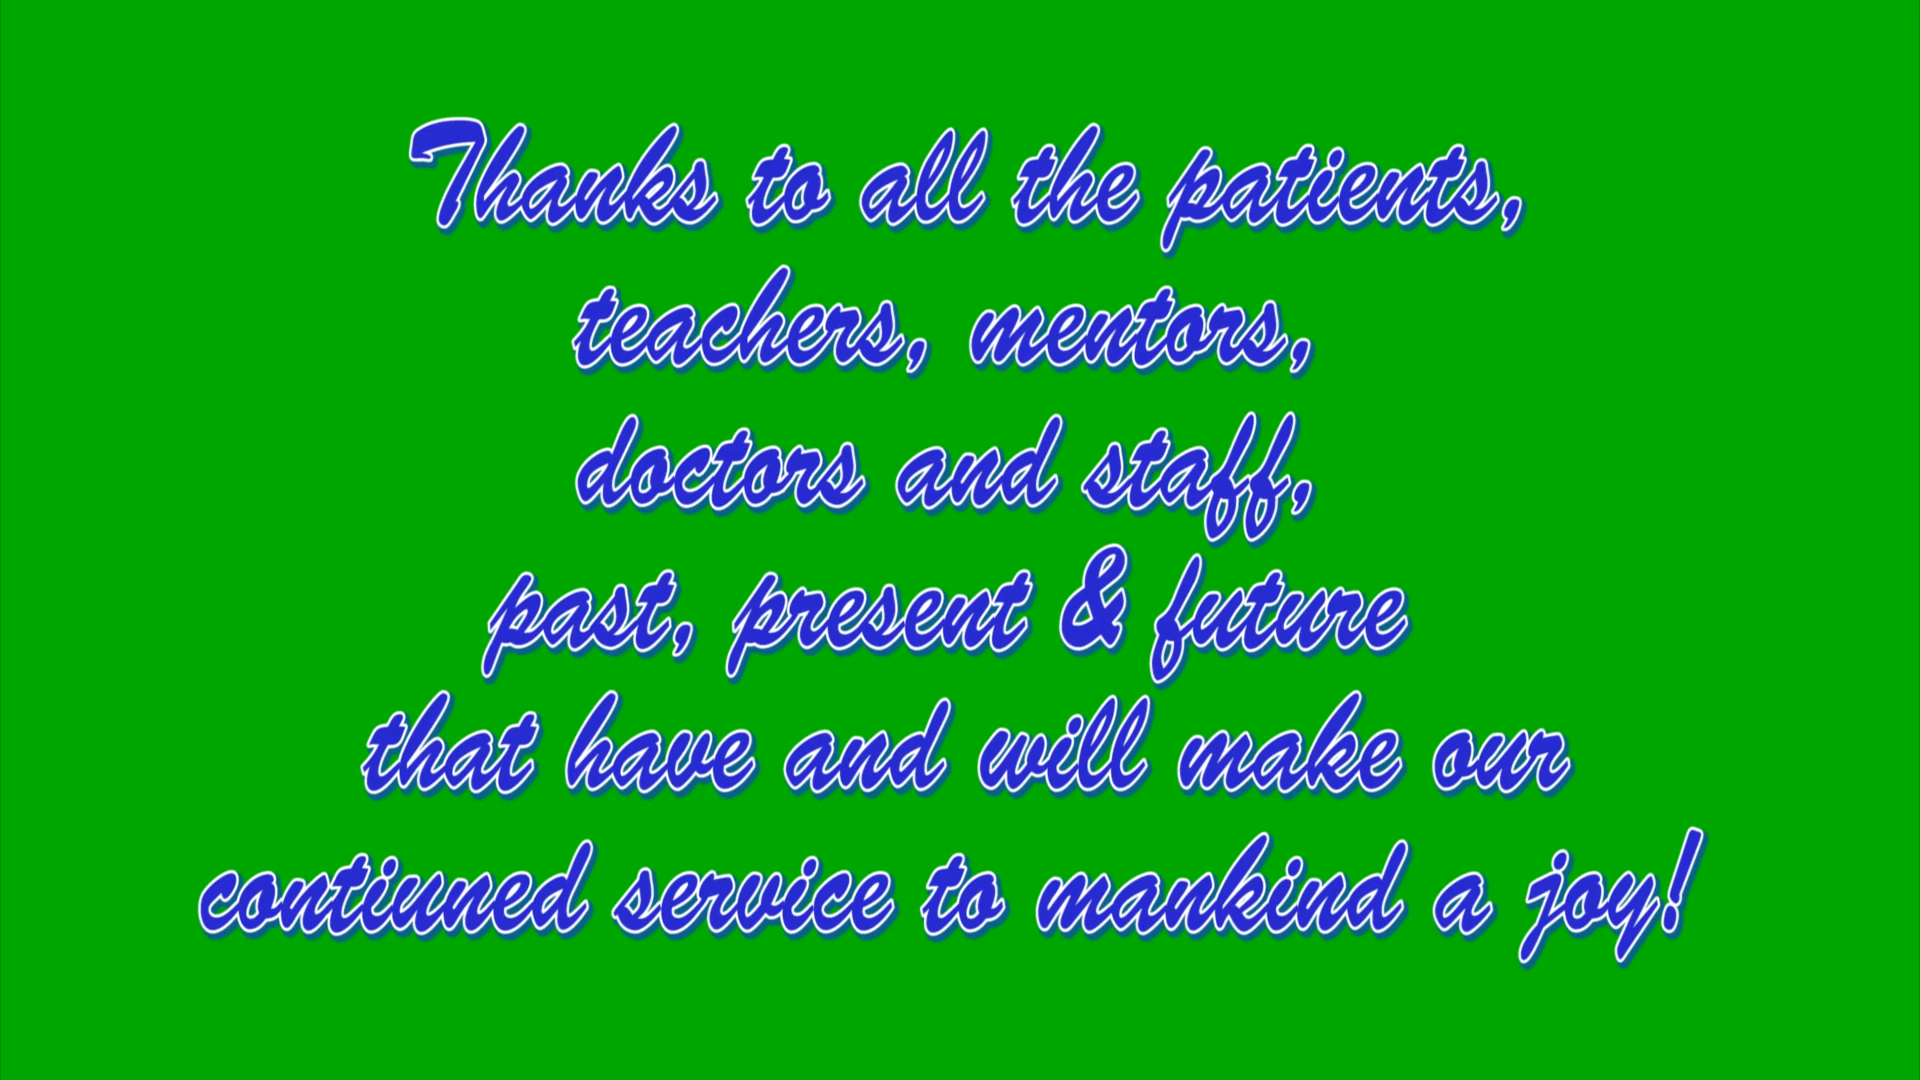 Thanks to all the patients,
teachers, mentors,
doctors and staff,
past, present & future
that have and will make our
contiuned service to mankind a joy!